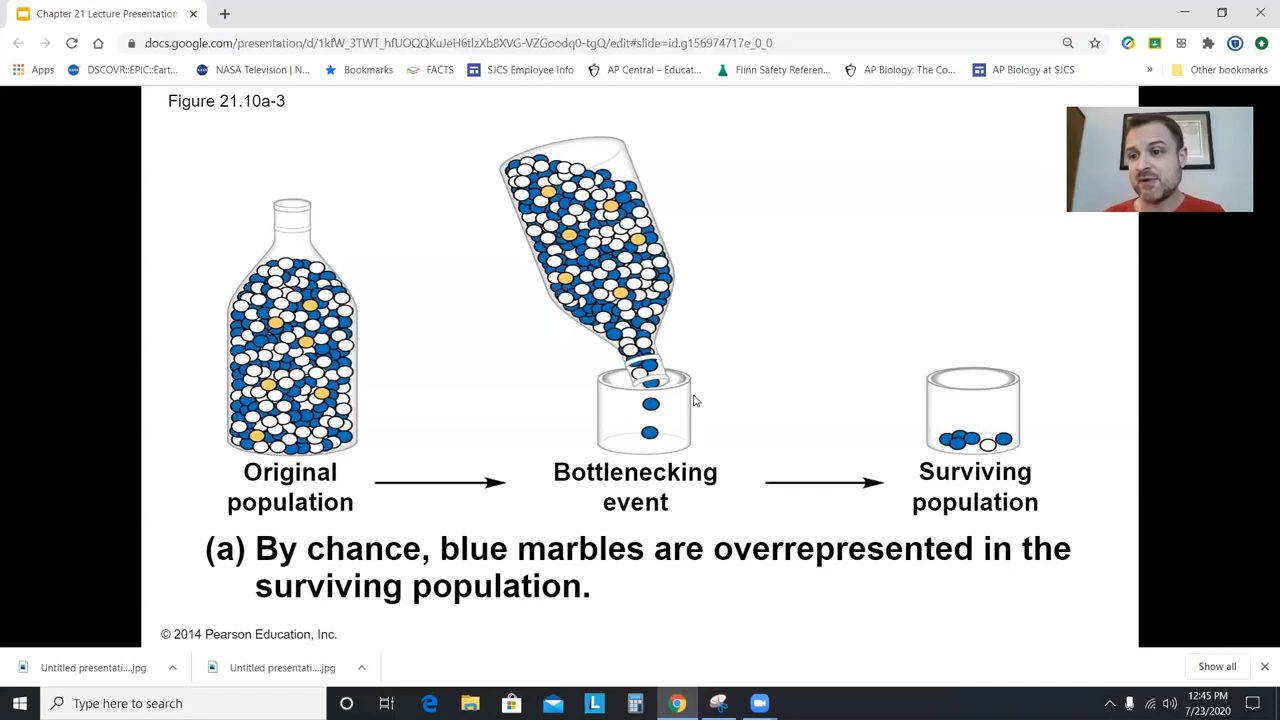 Chapter 21 Lecture Presentation
docs.google.com/presentation/d/1kfW_3TWT_hfUOQOXuJeH6tlzXb8XVG-VZGoodq0-tgQ/edit#slide=id.g156974717e_0_0
Apps
DSCOVR::EPIC::Eart...
NASA Television | N...
Bookmarks
FACTS
SJCS Employee Info
AP Central – Educat...
Flinn Safety Referen...
AP Biology: The Co...
AP Biology at SJCS
»
Other bookmarks
Figure 21.10a-3
Original
population
Bottlenecking
event
Surviving
population
(a) By chance, blue marbles are overrepresented in the
surviving population.
© 2014 Pearson Education, Inc.
Untitled presentati....jpg
Untitled presentati....jpg
Show all
Type here to search
12:45 PM
7/23/2020